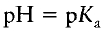 pH = pKₐ